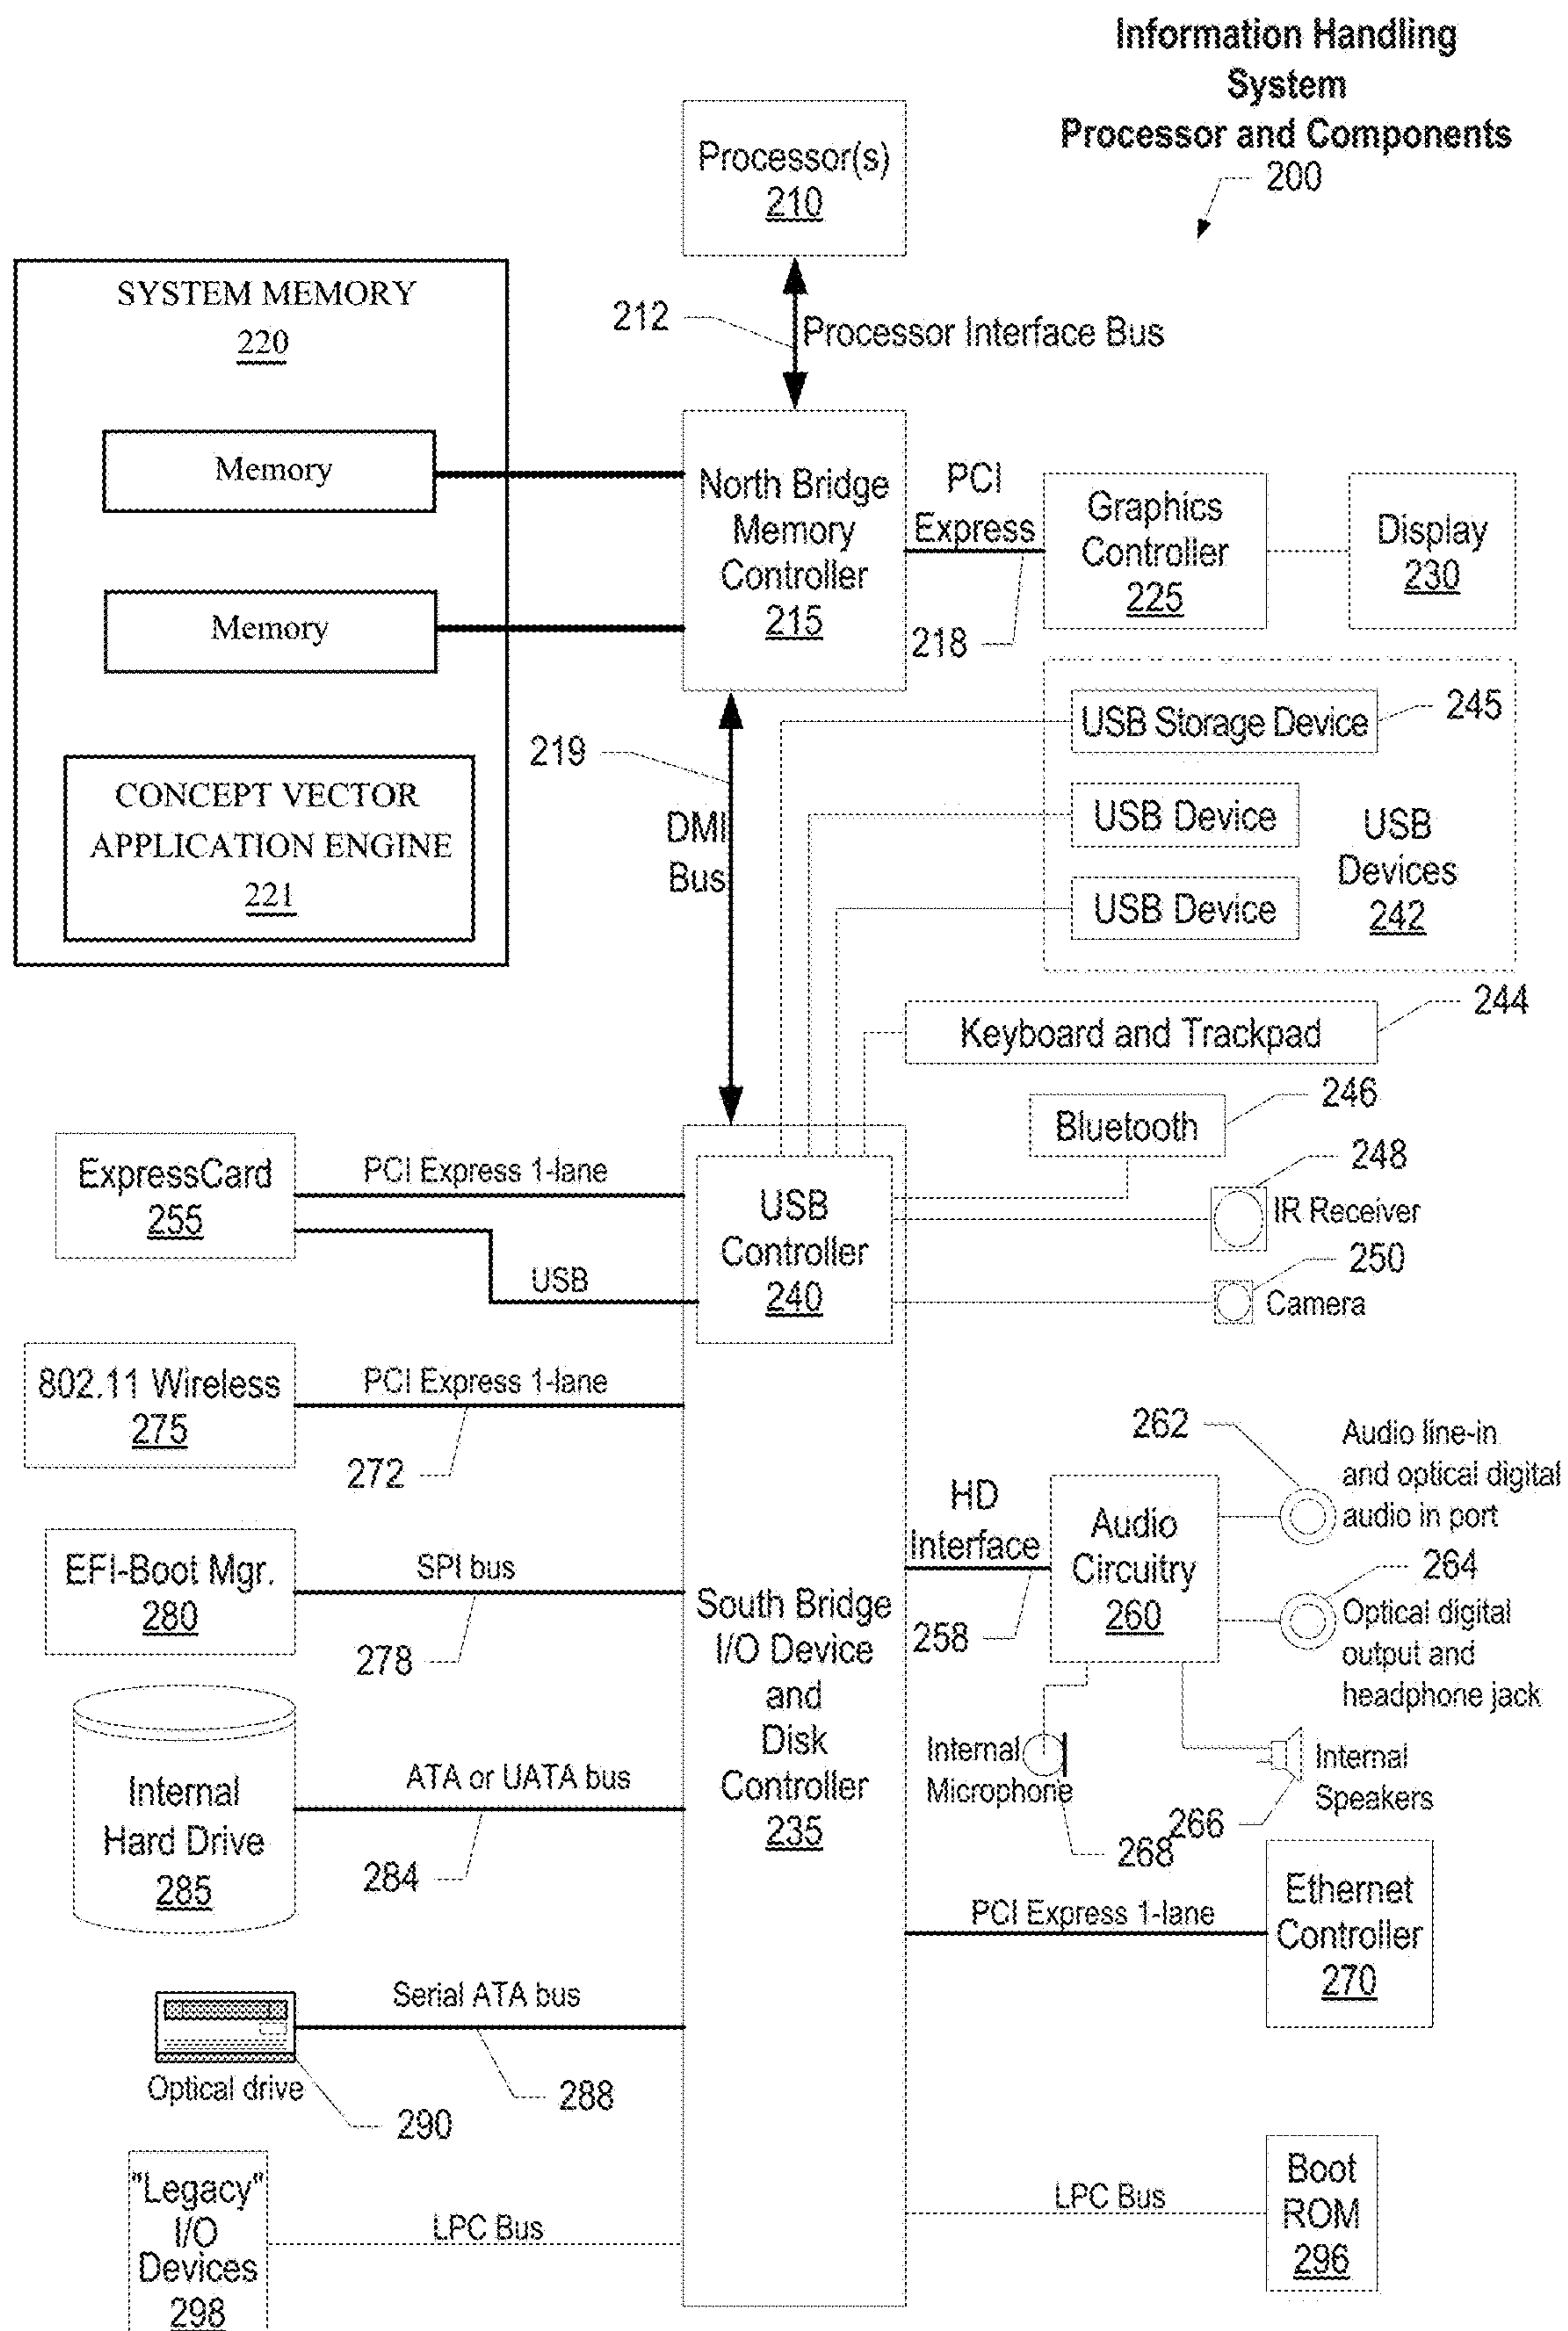 Information Handling
System
Processor and Components
200
Processor(s)
210
212
Processor Interface Bus
SYSTEM MEMORY
220
Memory
Memory
CONCEPT VECTOR
APPLICATION ENGINE
221
North Bridge
Memory
Controller
215
PCI
Express
218
Graphics
Controller
225
Display
230
219
DMI
Bus
USB Storage Device
245
USB Device
USB Device
USB
Devices
242
Keyboard and Trackpad
244
Bluetooth
246
248
IR Receiver
250
Camera
ExpressCard
255
PCI Express 1-lane
USB
USB
Controller
240
802.11 Wireless
275
PCI Express 1-lane
272
EFI-Boot Mgr.
280
SPI bus
278
Internal
Hard Drive
285
ATA or UATA bus
284
Optical drive
290
Serial ATA bus
288
"Legacy"
I/O
Devices
298
LPC Bus
South Bridge
I/O Device
and
Disk
Controller
235
HD
Interface
258
Audio
Circuitry
260
262
Audio line-in
and optical digital
audio in port
264
Optical digital
output and
headphone jack
Internal
Microphone
268
266
Internal
Speakers
PCI Express 1-lane
Ethernet
Controller
270
LPC Bus
Boot
ROM
296